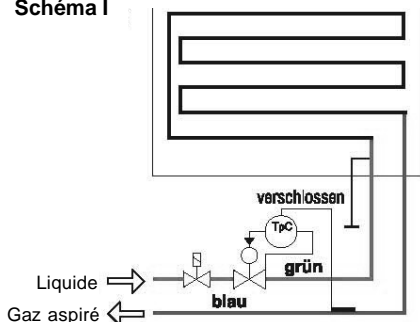 Schéma I
verschlossen
TpC
grün
Liquide
blau
Gaz aspiré